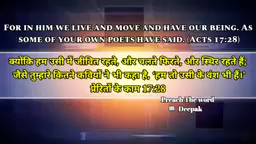 For in him we live and move and have our being. As
some of your own poets have said. (Acts 17:28)
क्योंकि हम उसी में जीवित रहते, और चलते फिरते, और स्थिर रहते हैं;
जैसे तुम्हारे कितने कवियों ने भी कहा है, ‘हम तो उसी के वंश भी हैं।’
प्रेरितों के काम 17:28
Preach The word
Deepak